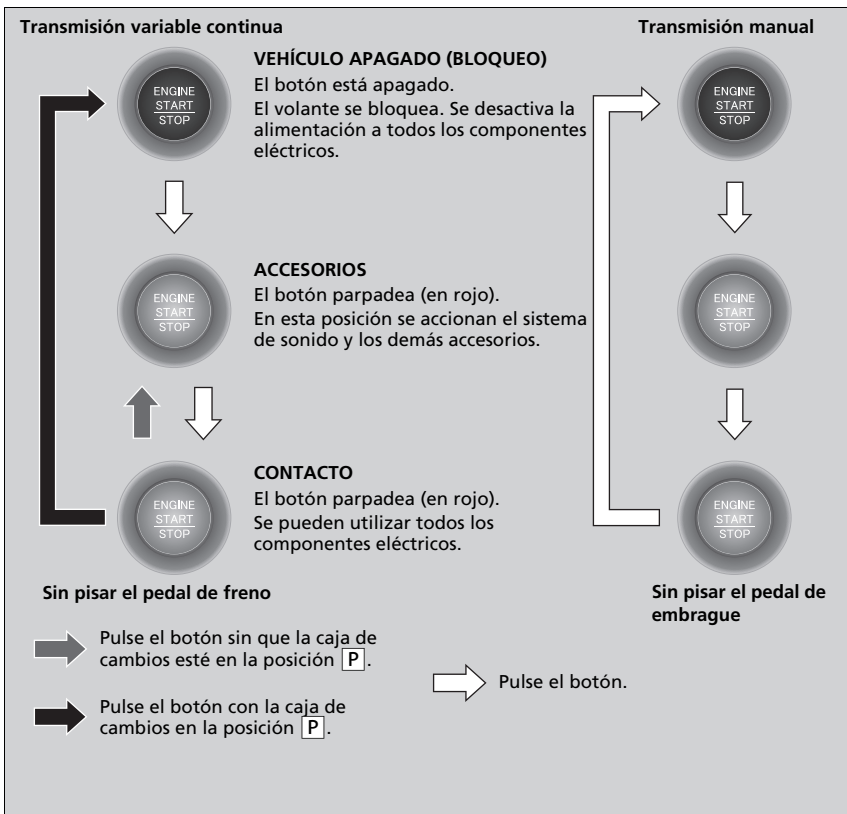 Transmisión variable continua
Transmisión manual
ENGINE
START
STOP
VEHÍCULO APAGADO (BLOQUEO)
El botón está apagado.
El volante se bloquea. Se desactiva la
alimentación a todos los componentes
eléctricos.
ENGINE
START
STOP
ENGINE
START
STOP
ACCESORIOS
El botón parpadea (en rojo).
En esta posición se accionan el sistema
de sonido y los demás accesorios.
ENGINE
START
STOP
ENGINE
START
STOP
CONTACTO
El botón parpadea (en rojo).
Se pueden utilizar todos los
componentes eléctricos.
ENGINE
START
STOP
Sin pisar el pedal de freno
Sin pisar el pedal de
embrague
Pulse el botón sin que la caja de
cambios esté en la posición P.
Pulse el botón.
Pulse el botón con la caja de
cambios en la posición P.